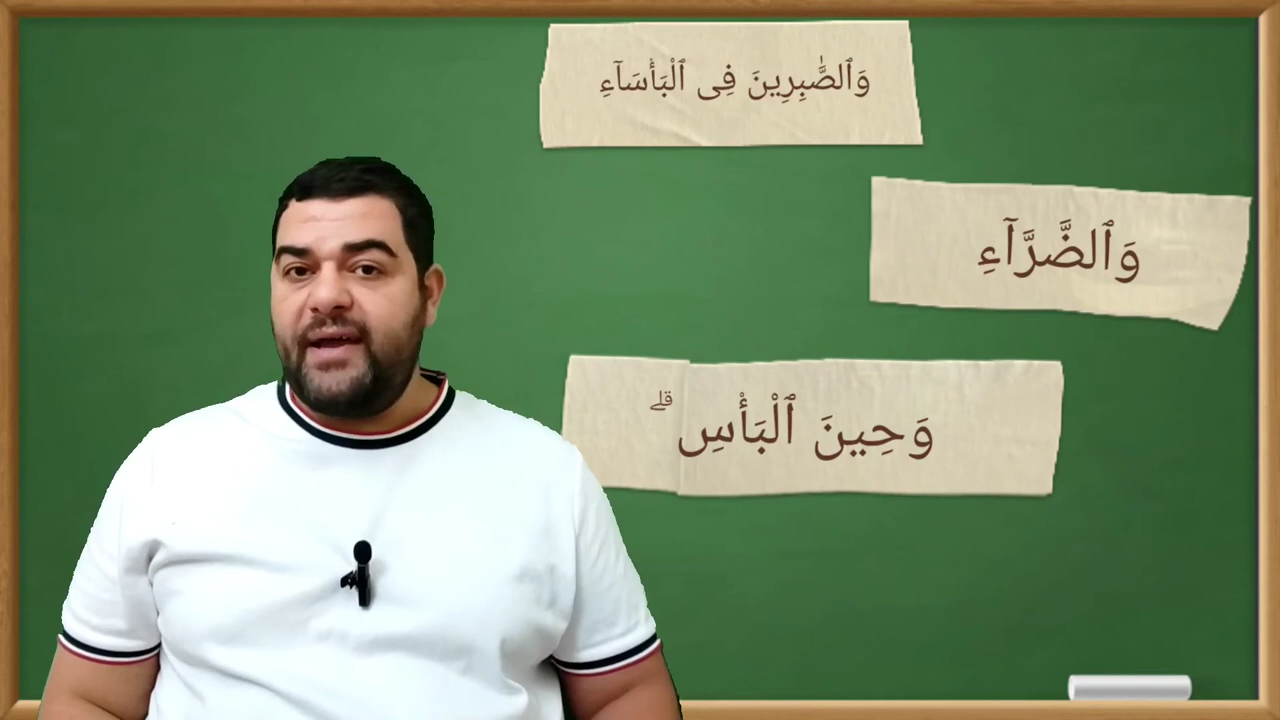 وَٱلصَّٰبِرِينَ فِى ٱلْبَأْسَآءِ
وَٱلضَّرَّآءِ
وَحِينَ ٱلْبَأْسِ ۗ